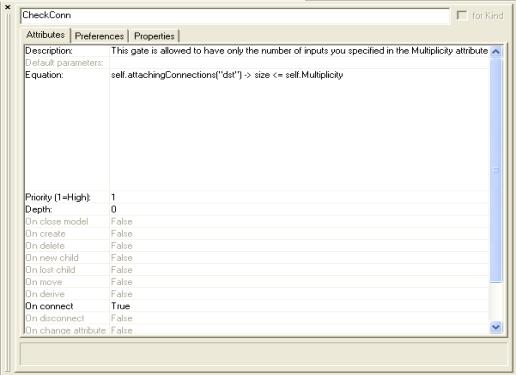 CheckConn
for Kind
Attributes Preferences Properties
Description: This gate is allowed to have only the number of inputs you specified in the Multiplicity attribute
Default parameters:
Equation: self.attachingConnections("dst") -> size <= self.Multiplicity
Priority (1=High): 1
Depth: 0
On close model False
On create False
On delete False
On new child False
On lost child False
On move False
On derive False
On connect True
On disconnect False
On change attribute False